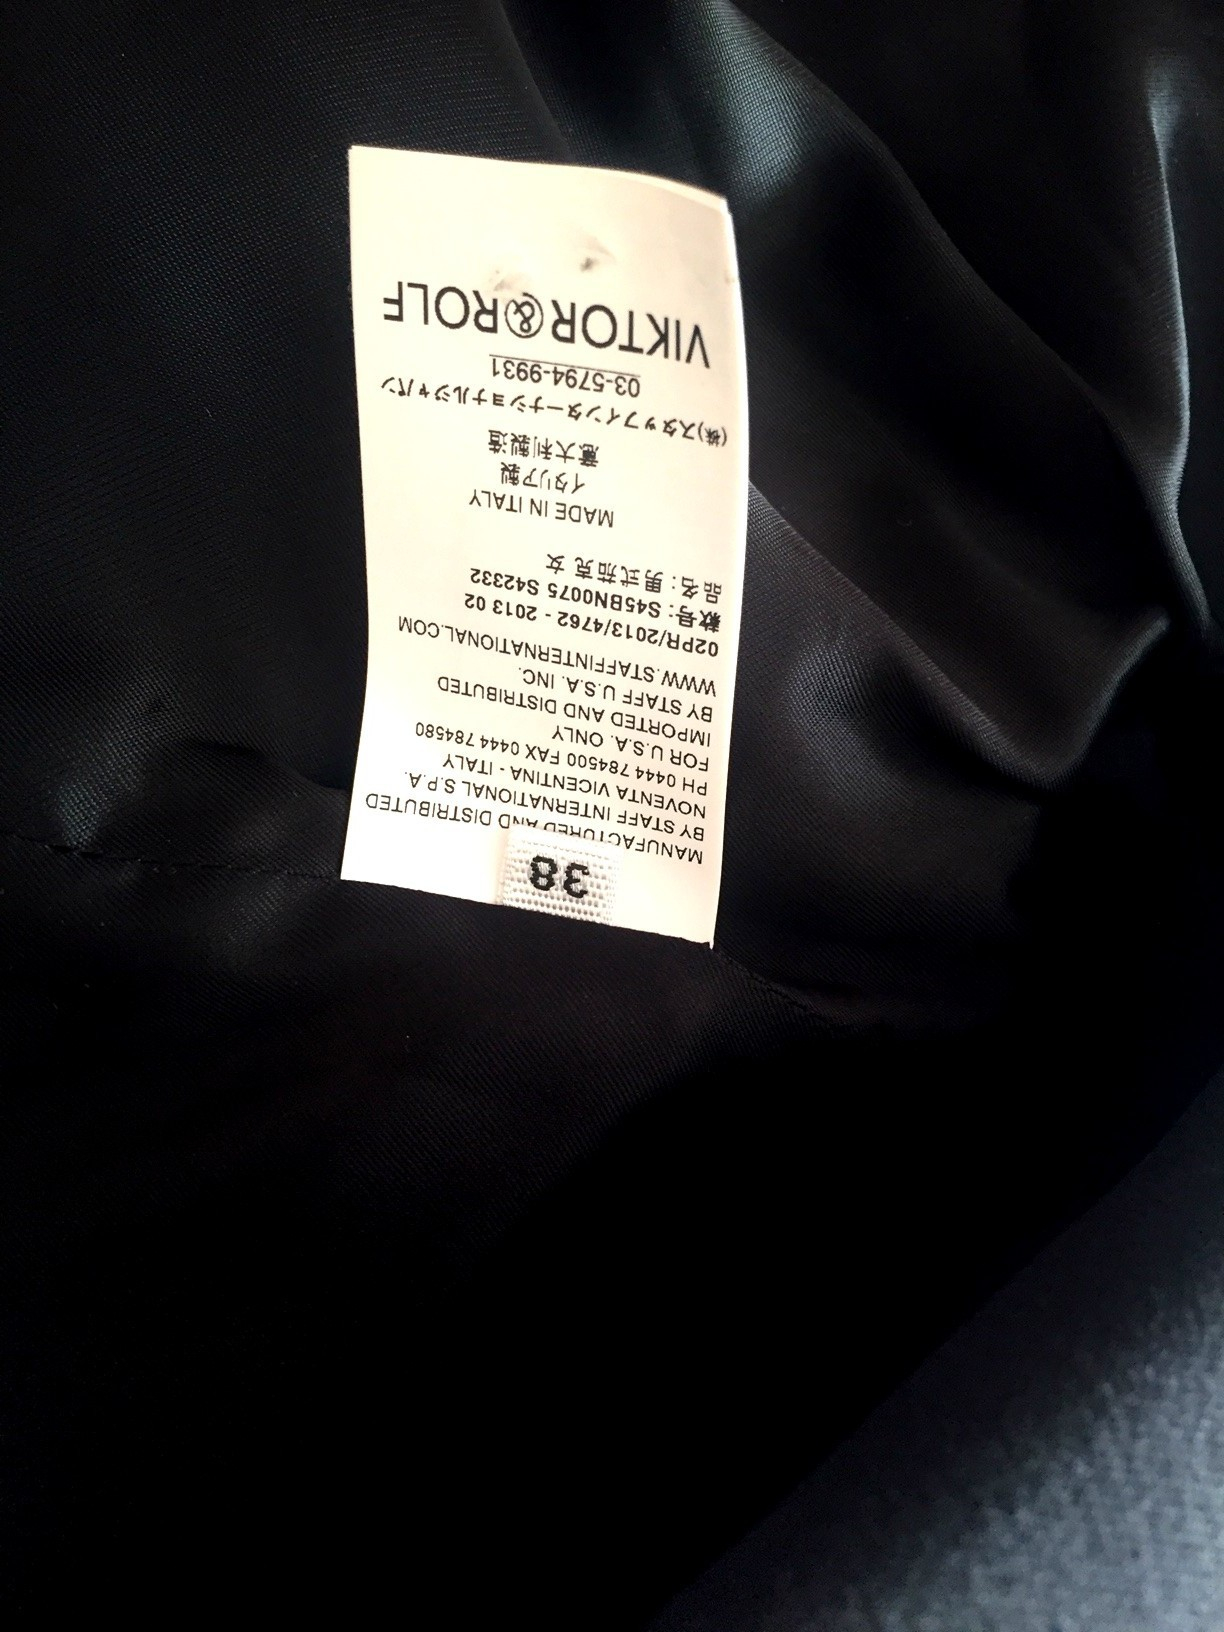 38
MANUFACTURED AND DISTRIBUTED
BY STAFF INTERNATIONAL S.P.A.
NOVENTA VICENTINA - ITALY
PH 0444 784500 FAX 0444 784580
FOR U.S.A. ONLY
IMPORTED AND DISTRIBUTED
BY STAFF U.S.A. INC.
WWW.STAFFINTERNATIONAL.COM
02PR/2013/4762 - 2013 02
款号: S45BN0075 S42332
品名: 男式茄克 女
MADE IN ITALY
イタリア製
意大利製造
(株)スタッフインターナショナルジャパン
03-5794-9931
VIKTOR&ROLF